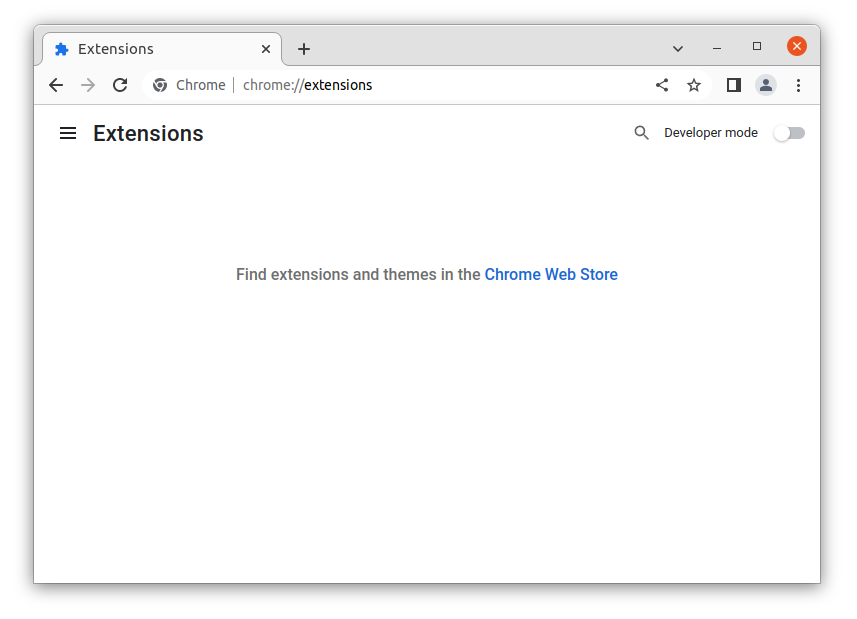 Extensions
Chrome | chrome://extensions
Extensions
Developer mode
Find extensions and themes in the Chrome Web Store